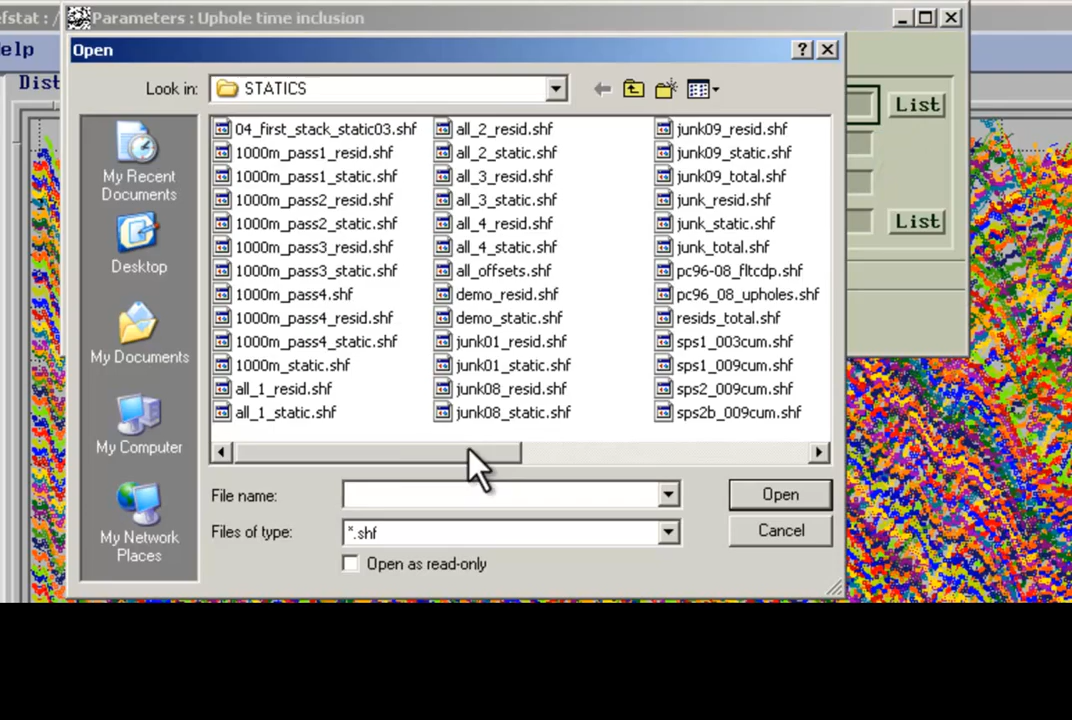 efstat : /
Parameters : Uphole time inclusion
elp
Open
Dist
Look in:
STATICS
List
List
My Recent
Documents
Desktop
My Documents
My Computer
My Network
Places
04_first_stack_static03.shf
1000m_pass1_resid.shf
1000m_pass1_static.shf
1000m_pass2_resid.shf
1000m_pass2_static.shf
1000m_pass3_resid.shf
1000m_pass3_static.shf
1000m_pass4.shf
1000m_pass4_resid.shf
1000m_pass4_static.shf
1000m_static.shf
all_1_resid.shf
all_1_static.shf
all_2_resid.shf
all_2_static.shf
all_3_resid.shf
all_3_static.shf
all_4_resid.shf
all_4_static.shf
all_offsets.shf
demo_resid.shf
demo_static.shf
junk01_resid.shf
junk01_static.shf
junk08_resid.shf
junk08_static.shf
junk09_resid.shf
junk09_static.shf
junk09_total.shf
junk_resid.shf
junk_static.shf
junk_total.shf
pc96-08_fltcdp.shf
pc96_08_upholes.shf
resids_total.shf
sps1_003cum.shf
sps1_009cum.shf
sps2_009cum.shf
sps2b_009cum.shf
File name:
Open
Files of type:
*.shf
Cancel
Open as read-only